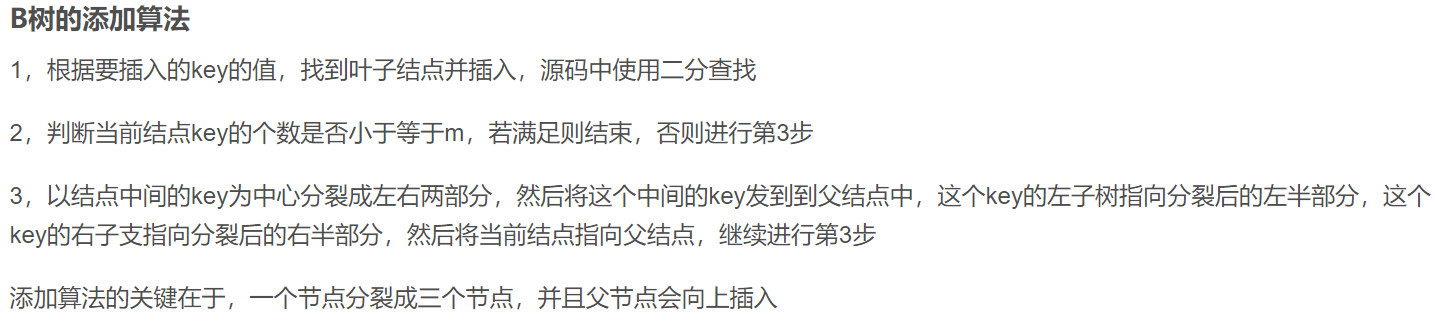 B树的添加算法
1，根据要插入的key的值，找到叶子结点并插入，源码中使用二分查找
2，判断当前结点key的个数是否小于等于m，若满足则结束，否则进行第3步
3，以结点中间的key为中心分裂成左右两部分，然后将这个中间的key发到到父结点中，这个key的左子树指向分裂后的左半部分，这个
key的右子支指向分裂后的右半部分，然后将当前结点指向父结点，继续进行第3步
添加算法的关键在于，一个节点分裂成三个节点，并且父节点会向上插入